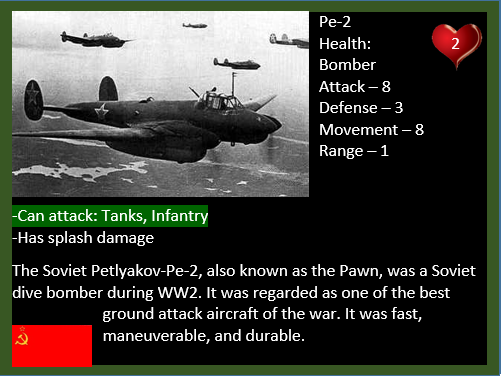 Pe-2
Health:
2
Bomber
Attack – 8
Defense – 3
Movement – 8
Range – 1
-Can attack: Tanks, Infantry
-Has splash damage
The Soviet Petlyakov-Pe-2, also known as the Pawn, was a Soviet
dive bomber during WW2. It was regarded as one of the best
ground attack aircraft of the war. It was fast,
maneuverable, and durable.